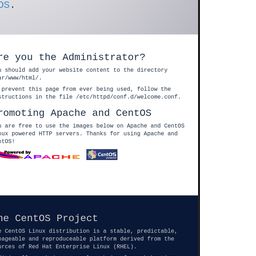 OS.
re you the Administrator?
u should add your website content to the directory
ar/www/html/.
prevent this page from ever being used, follow the
structions in the file /etc/httpd/conf.d/welcome.conf.
romoting Apache and CentOS
u are free to use the images below on Apache and CentOS
nux powered HTTP servers. Thanks for using Apache and
ntOS!
Powered by
APACHE
CentOS
he CentOS Project
e CentOS Linux distribution is a stable, predictable,
nageable and reproduceable platform derived from the
urces of Red Hat Enterprise Linux (RHEL).